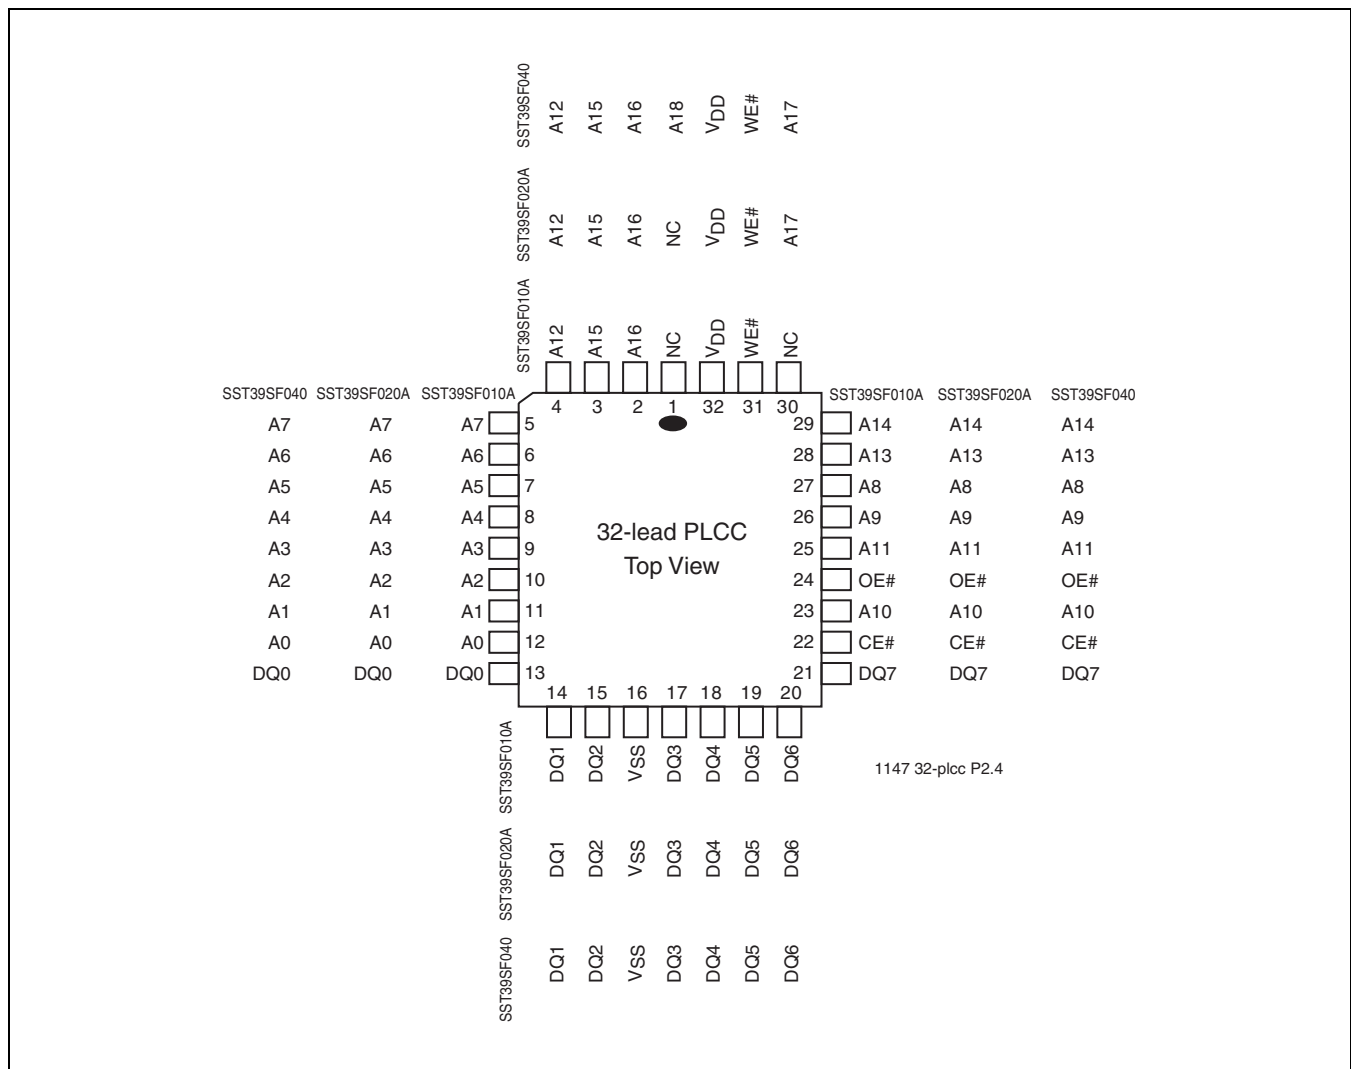 SST39SF040 A12 A15 A16 A18 VDD WE# A17
SST39SF020A A12 A15 A16 NC VDD WE# A17
SST39SF010A A12 A15 A16 NC VDD WE# NC
4 3 2 1 32 31 30
SST39SF040 SST39SF020A SST39SF010A SST39SF010A SST39SF020A SST39SF040
A7 A7 A7 5 29 A14 A14 A14
A6 A6 A6 6 28 A13 A13 A13
A5 A5 A5 7 27 A8 A8 A8
A4 A4 A4 8 26 A9 A9 A9
A3 A3 A3 9 25 A11 A11 A11
A2 A2 A2 10 24 OE# OE# OE#
A1 A1 A1 11 23 A10 A10 A10
A0 A0 A0 12 22 CE# CE# CE#
DQ0 DQ0 DQ0 13 21 DQ7 DQ7 DQ7
32-lead PLCC
Top View
14 15 16 17 18 19 20
SST39SF010A DQ1 DQ2 VSS DQ3 DQ4 DQ5 DQ6
SST39SF020A DQ1 DQ2 VSS DQ3 DQ4 DQ5 DQ6
SST39SF040 DQ1 DQ2 VSS DQ3 DQ4 DQ5 DQ6
1147 32-plcc P2.4